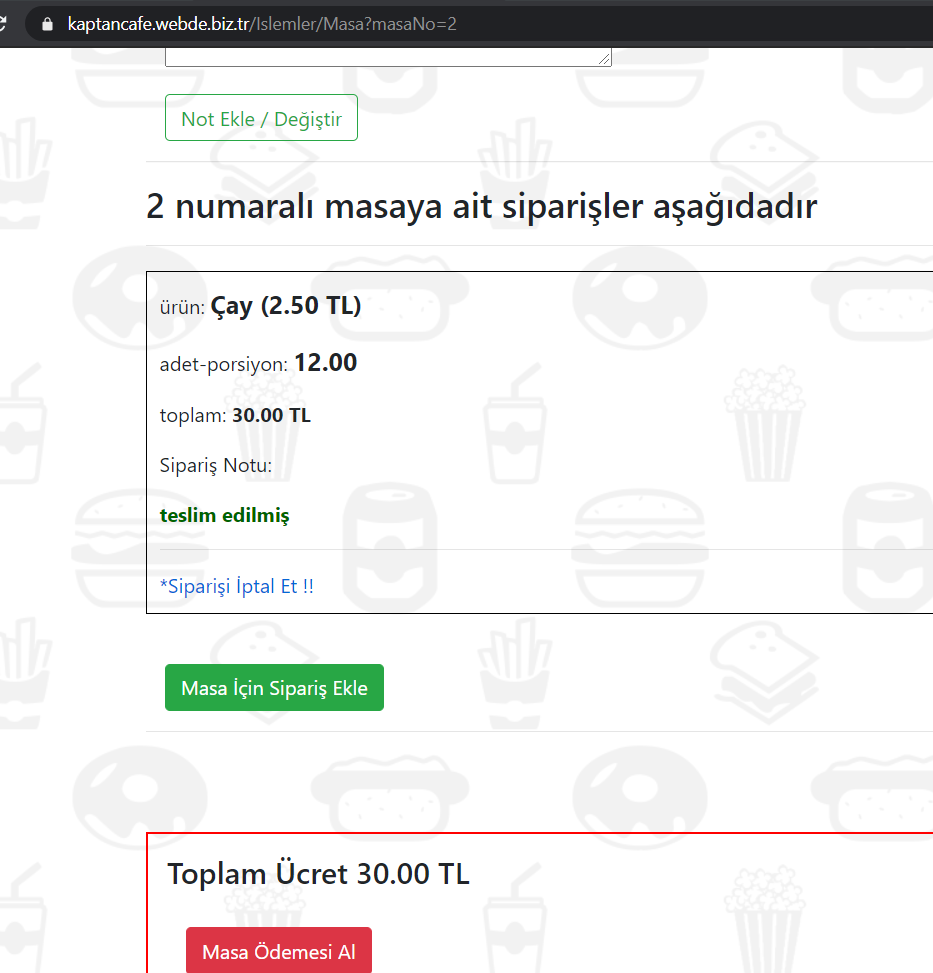 kaptancafe.webde.biz.tr/Islemler/Masa?masaNo=2
Not Ekle / Değiştir
2 numaralı masaya ait siparişler aşağıdadır
ürün: Çay (2.50 TL)
adet-porsiyon: 12.00
toplam: 30.00 TL
Sipariş Notu:
teslim edilmiş
*Siparişi İptal Et !!
Masa İçin Sipariş Ekle
Toplam Ücret 30.00 TL
Masa Ödemesi Al